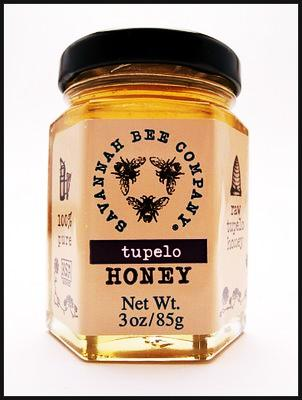 SAVANNAH BEE COMPANY®
tupelo
HONEY
Net Wt.
3oz/85g
100%
pure
raw
tupelo
honey